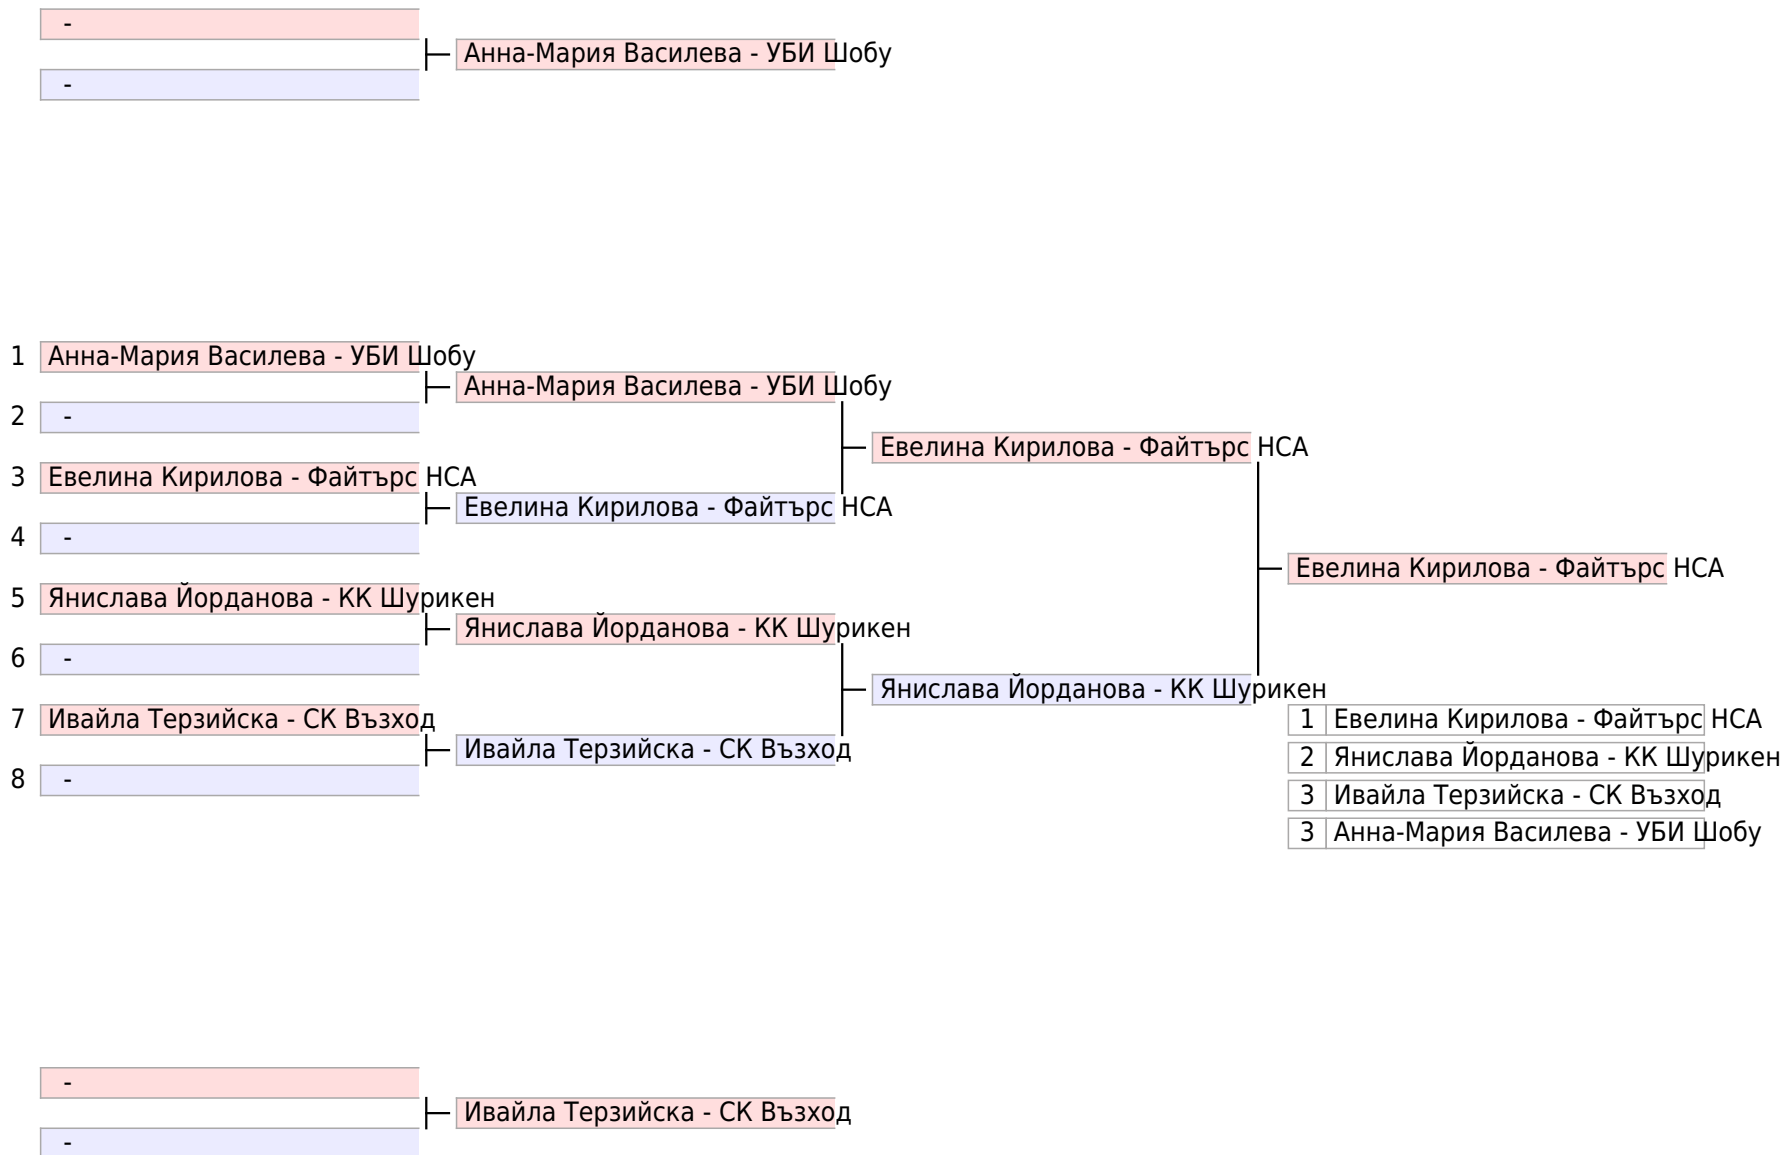 -
Анна-Мария Василева - УБИ Шобу
-
1 Анна-Мария Василева - УБИ Шобу
Анна-Мария Василева - УБИ Шобу
2 -
Евелина Кирилова - Файтърс НСА
3 Евелина Кирилова - Файтърс НСА
Евелина Кирилова - Файтърс НСА
4 -
Евелина Кирилова - Файтърс НСА
5 Янислава Йорданова - КК Шурикен
Янислава Йорданова - КК Шурикен
6 -
Янислава Йорданова - КК Шурикен
7 Ивайла Терзийска - СК Възход
Ивайла Терзийска - СК Възход
8 -
1 Евелина Кирилова - Файтърс НСА
2 Янислава Йорданова - КК Шурикен
3 Ивайла Терзийска - СК Възход
3 Анна-Мария Василева - УБИ Шобу
-
Ивайла Терзийска - СК Възход
-